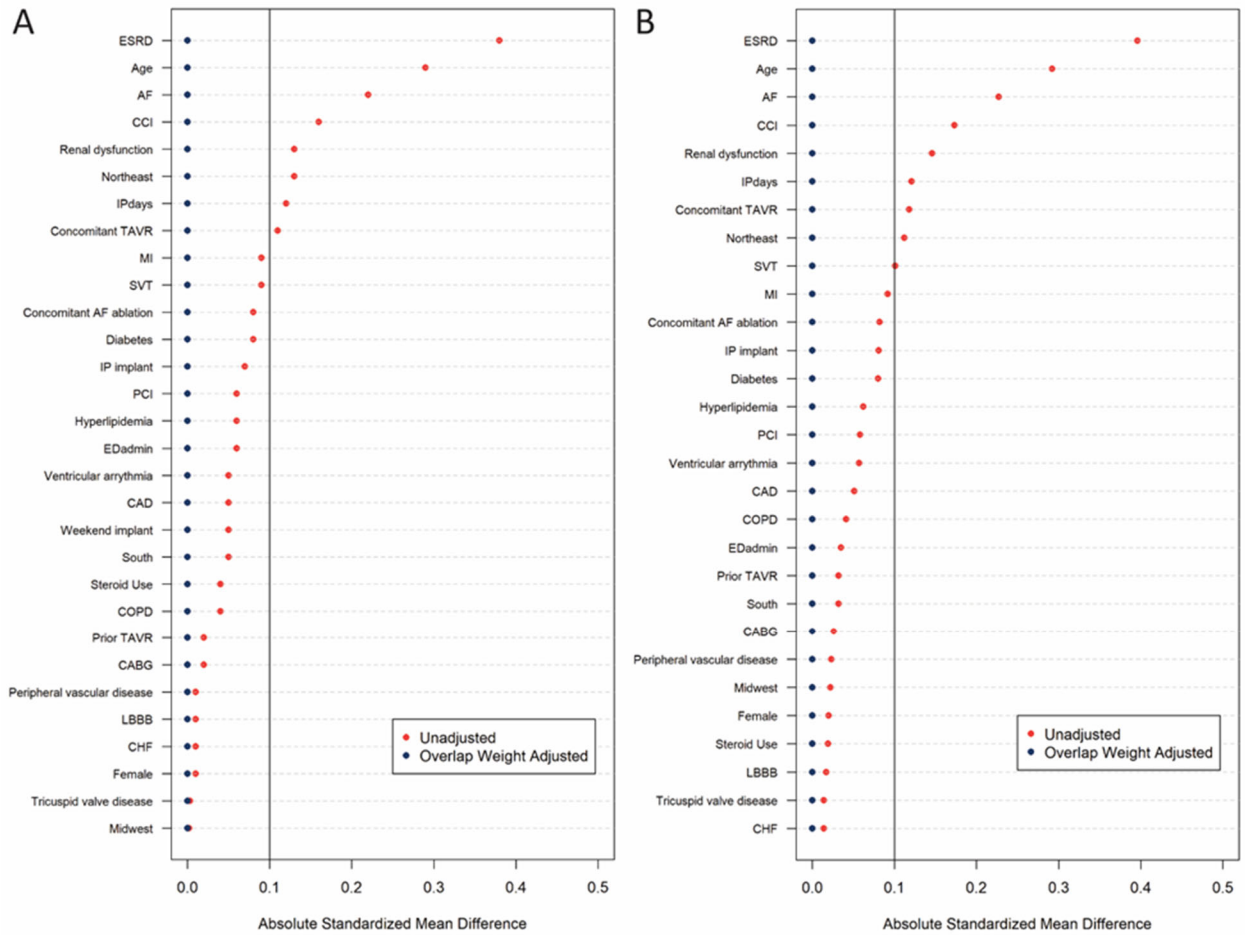 A
ESRD
Age
AF
CCI
Renal dysfunction
Northeast
IPdays
Concomitant TAVR
MI
SVT
Concomitant AF ablation
Diabetes
IP implant
PCI
Hyperlipidemia
EDadmin
Ventricular arrythmia
CAD
Weekend implant
South
Steroid Use
COPD
Prior TAVR
CABG
Peripheral vascular disease
LBBB
CHF
Female
Tricuspid valve disease
Midwest
Unadjusted
Overlap Weight Adjusted
0.0 0.1 0.2 0.3 0.4 0.5
Absolute Standardized Mean Difference
B
ESRD
Age
AF
CCI
Renal dysfunction
IPdays
Concomitant TAVR
Northeast
SVT
MI
Concomitant AF ablation
IP implant
Diabetes
Hyperlipidemia
PCI
Ventricular arrythmia
CAD
COPD
EDadmin
Prior TAVR
South
CABG
Peripheral vascular disease
Midwest
Female
Steroid Use
LBBB
Tricuspid valve disease
CHF
Unadjusted
Overlap Weight Adjusted
0.0 0.1 0.2 0.3 0.4 0.5
Absolute Standardized Mean Difference